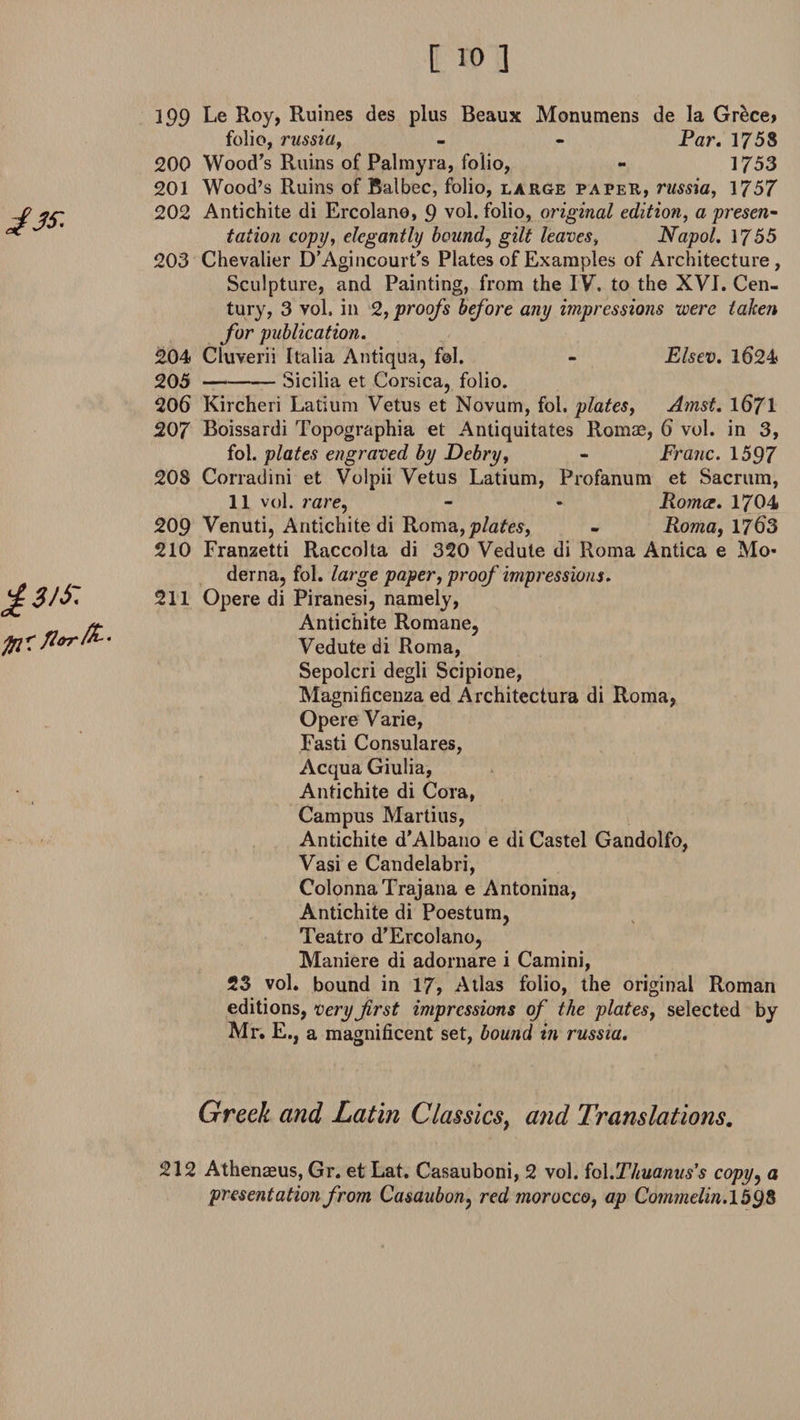 [ 10 ]
199 Le Roy, Ruines des plus Beaux Monumens de la Grèce,
folio, russia, - - Par. 1758
200 Wood's Ruins of Palmyra, folio, - 1753
201 Wood's Ruins of Balbec, folio, LARGE PAPER, russia, 1757
£ 35. 202 Antichite di Ercolano, 9 vol. folio, original edition, a presen-
tation copy, elegantly bound, gilt leaves, Napol. 1755
203 Chevalier D'Agincourt's Plates of Examples of Architecture,
Sculpture, and Painting, from the IV. to the XVI. Cen-
tury, 3 vol. in 2, proofs before any impressions were taken
for publication.
204 Cluverii Italia Antiqua, fol. - Elsev. 1624
205 ——— Sicilia et Corsica, folio.
206 Kircheri Latium Vetus et Novum, fol. plates, Amst. 1671
207 Boissardi Topographia et Antiquitates Romæ, 6 vol. in 3,
fol. plates engraved by Debry, - Franc. 1597
208 Corradini et Volpii Vetus Latium, Profanum et Sacrum,
11 vol. rare, - - Romæ. 1704
209 Venuti, Antichite di Roma, plates, - Roma, 1763
210 Franzetti Raccolta di 320 Vedute di Roma Antica e Mo-
derna, fol. large paper, proof impressions.
£ 315. 211 Opere di Piranesi, namely,
Antichite Romane,
Vedute di Roma,
Sepolcri degli Scipione,
Magnificenza ed Architectura di Roma,
Opere Varie,
Fasti Consulares,
Acqua Giulia,
Antichite di Cora,
Campus Martius,
Antichite d'Albano e di Castel Gandolfo,
Vasi e Candelabri,
Colonna Trajana e Antonina,
Antichite di Poestum,
Teatro d'Ercolano,
Maniere di adornare i Camini,
23 vol. bound in 17, Atlas folio, the original Roman
editions, very first impressions of the plates, selected by
Mr. E., a magnificent set, bound in russia.
Greek and Latin Classics, and Translations.
212 Athenæus, Gr. et Lat. Casauboni, 2 vol. fol. Thuanus's copy, a
presentation from Casaubon, red morocco, ap Commelin. 1598